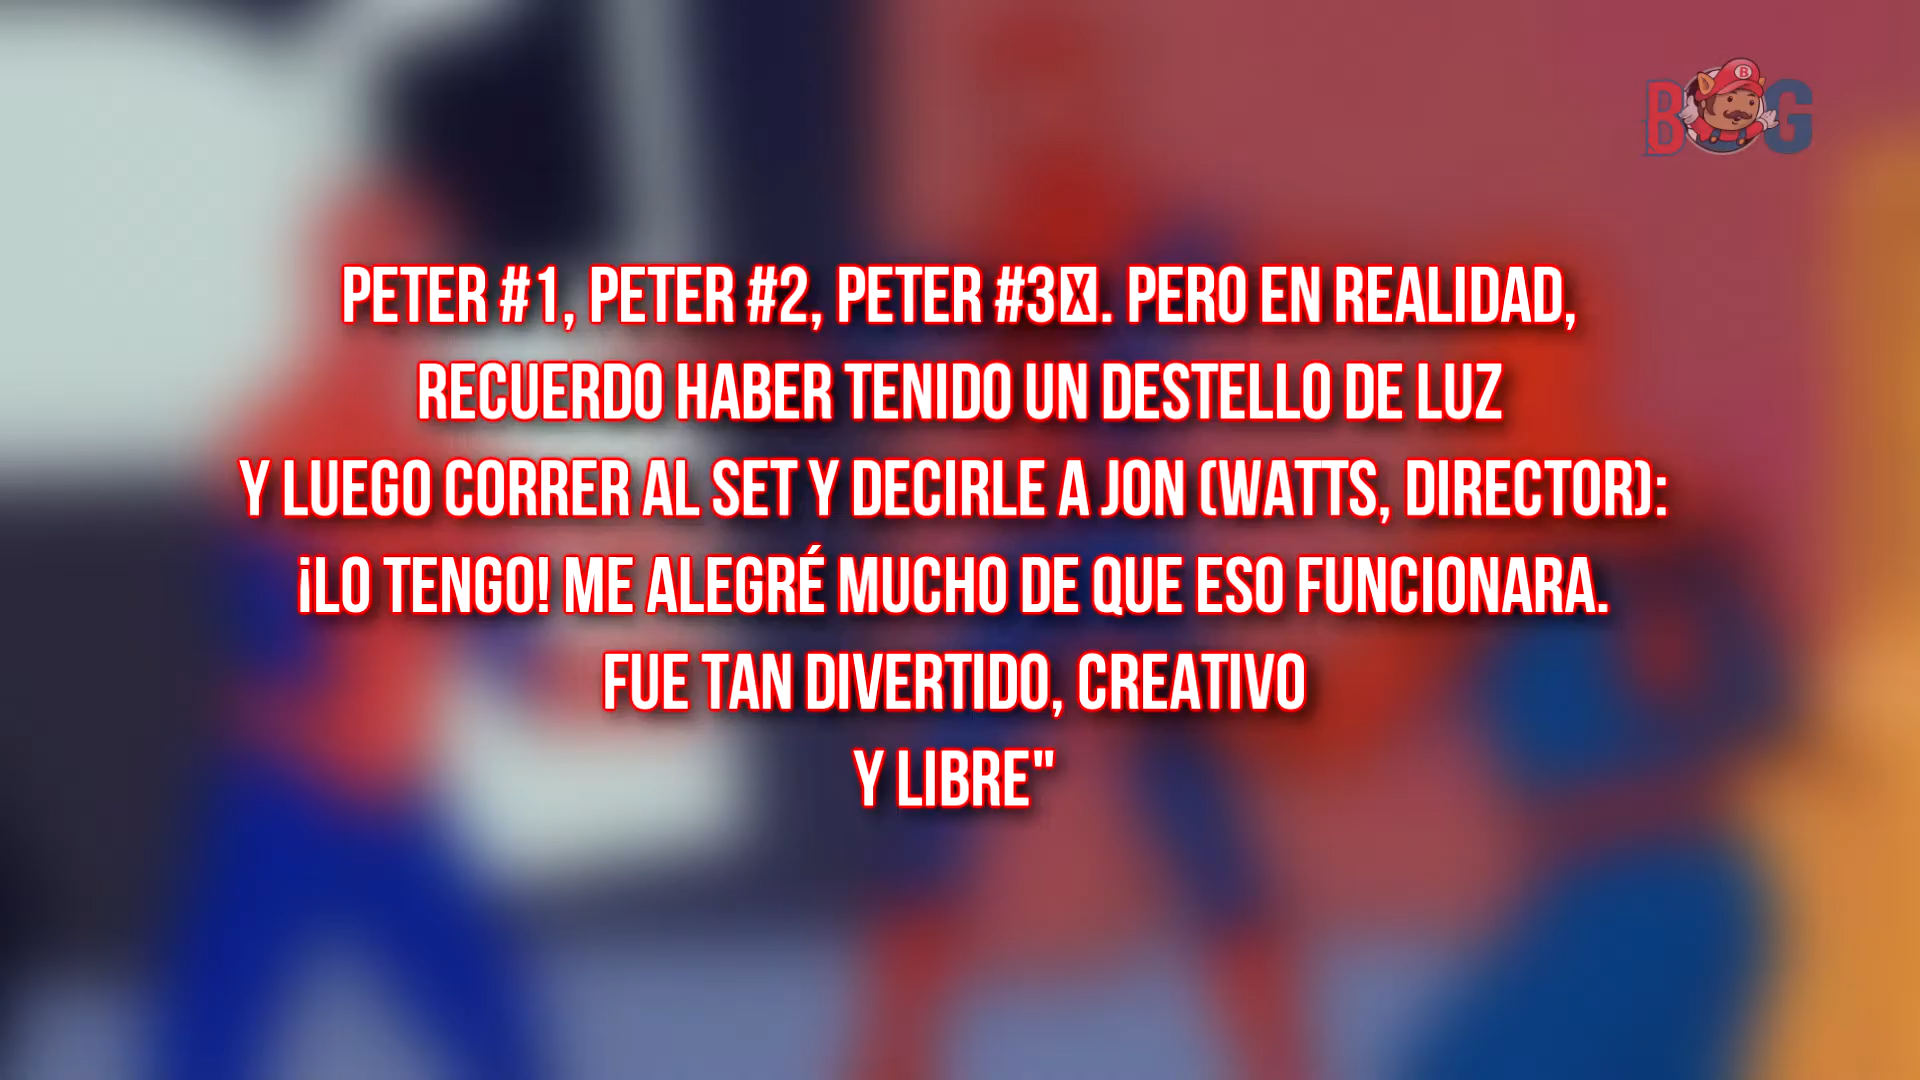 B G
PETER #1, PETER #2, PETER #3. PERO EN REALIDAD,
RECUERDO HABER TENIDO UN DESTELLO DE LUZ
Y LUEGO CORRER AL SET Y DECIRLE A JON (WATTS, DIRECTOR):
¡LO TENGO! ME ALEGRÉ MUCHO DE QUE ESO FUNCIONARA.
FUE TAN DIVERTIDO, CREATIVO
Y LIBRE"